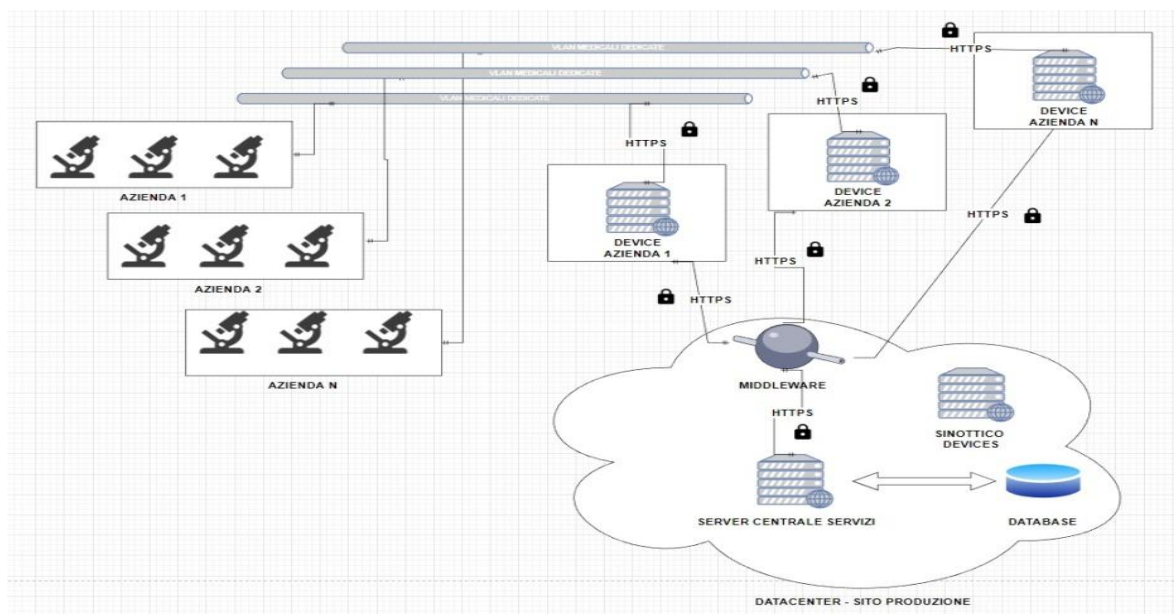 VLAN MEDICALI DEDICATE
HTTPS
VLAN MEDICALI DEDICATE
VLAN MEDICALI DEDICATE
HTTPS
DEVICE
AZIENDA N
HTTPS
AZIENDA 1
DEVICE
AZIENDA 2
HTTPS
DEVICE
AZIENDA 1
HTTPS
AZIENDA 2
HTTPS
AZIENDA N
MIDDLEWARE
HTTPS
SINOTTICO
DEVICES
SERVER CENTRALE SERVIZI
DATABASE
DATACENTER - SITO PRODUZIONE
HTTPS